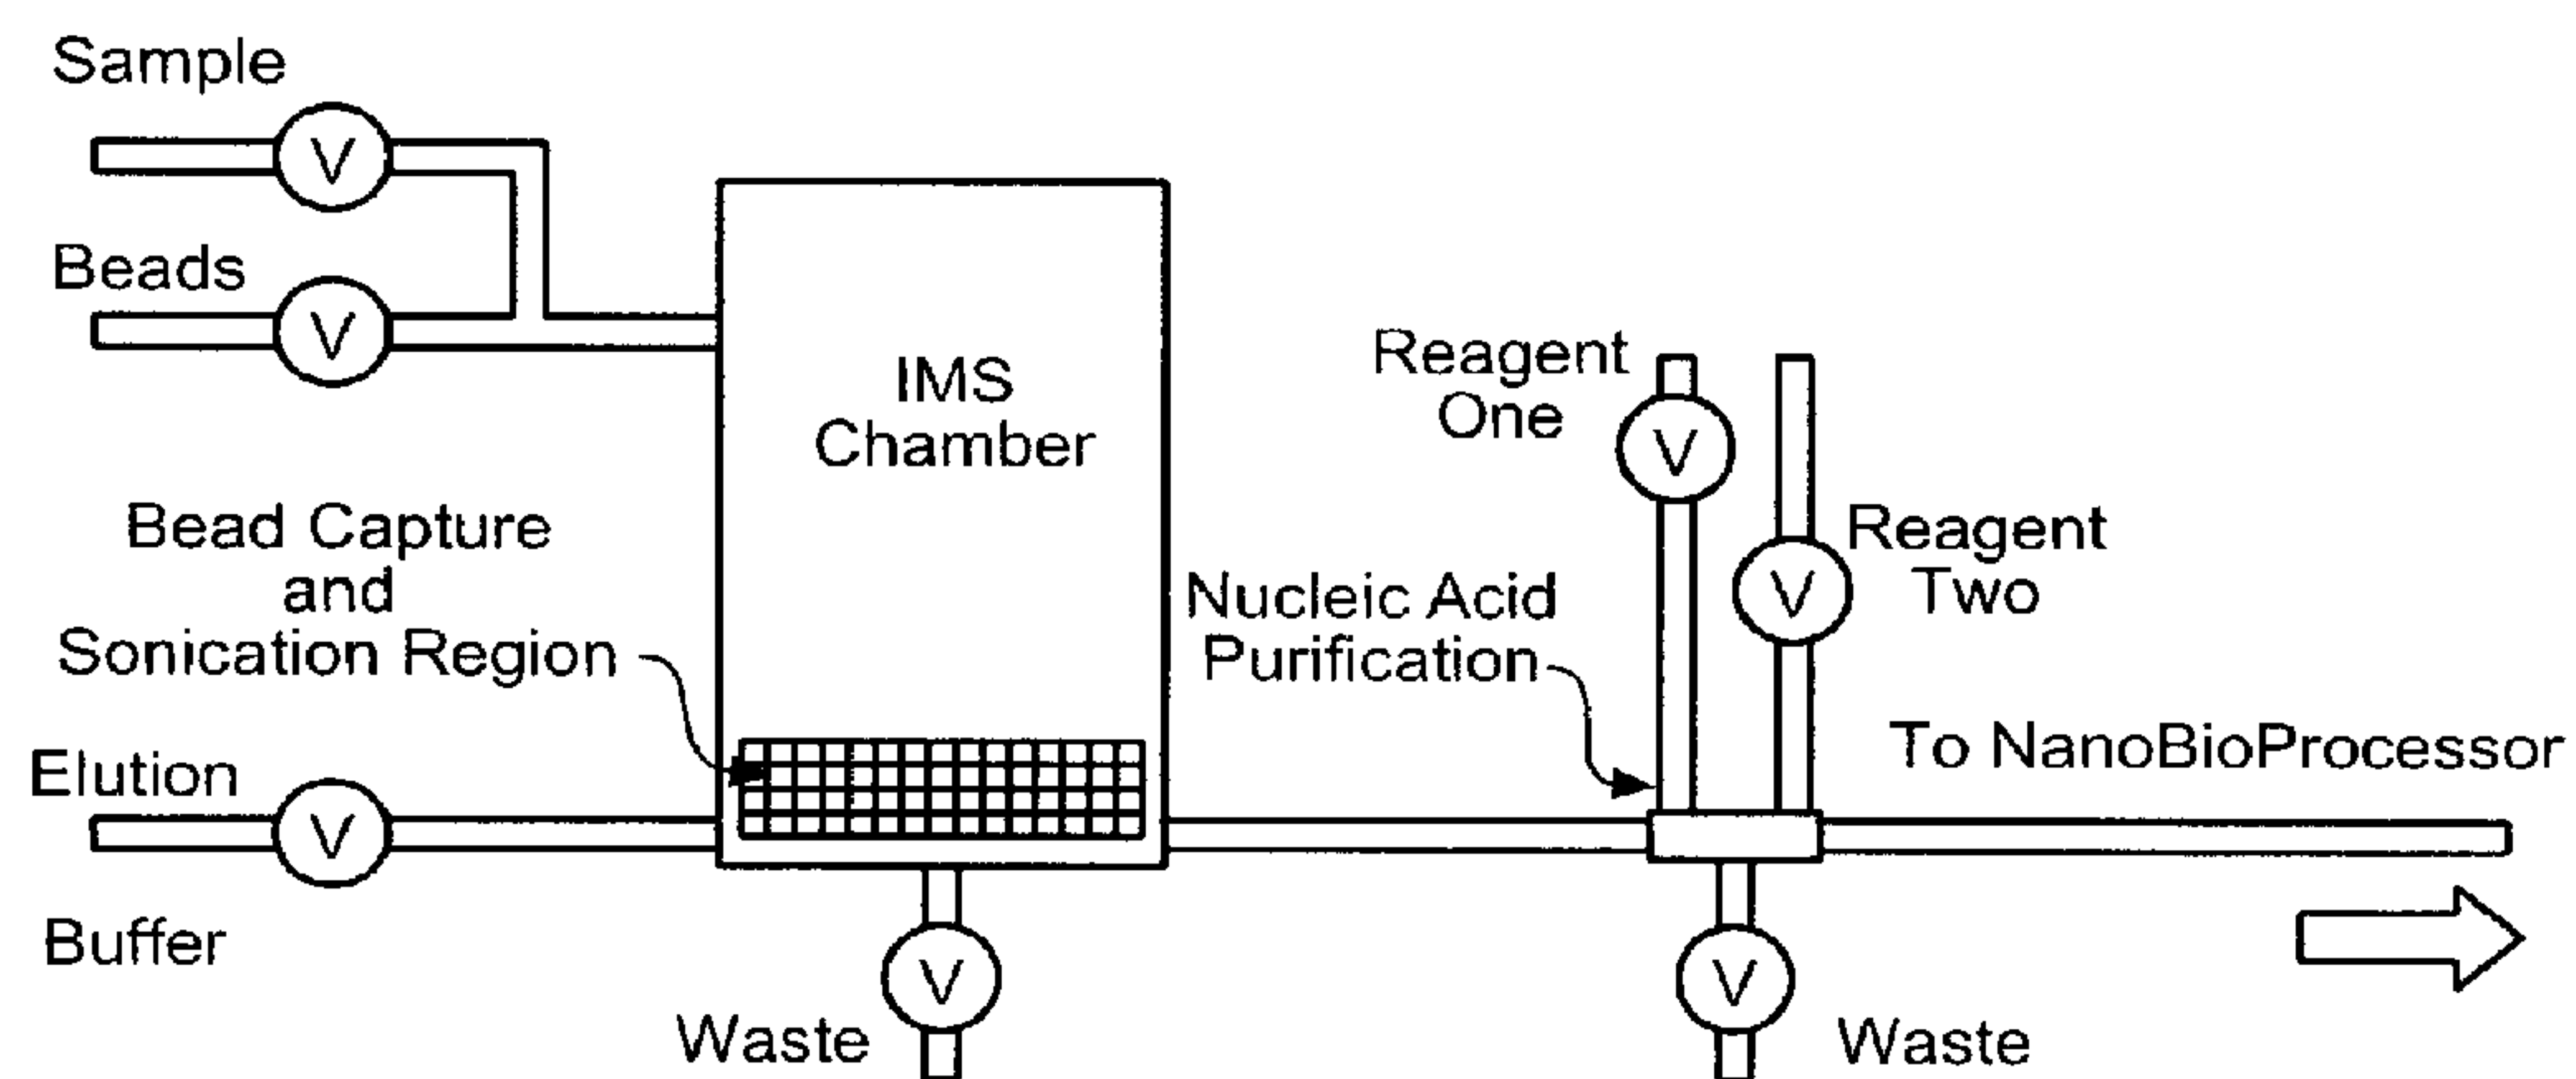 Sample
V
Beads
V
IMS
Chamber
Bead Capture
and
Sonication Region
Elution
V
Buffer
Waste
V
Reagent
One
V
Reagent
Two
V
Nucleic Acid
Purification
To NanoBioProcessor
V
Waste